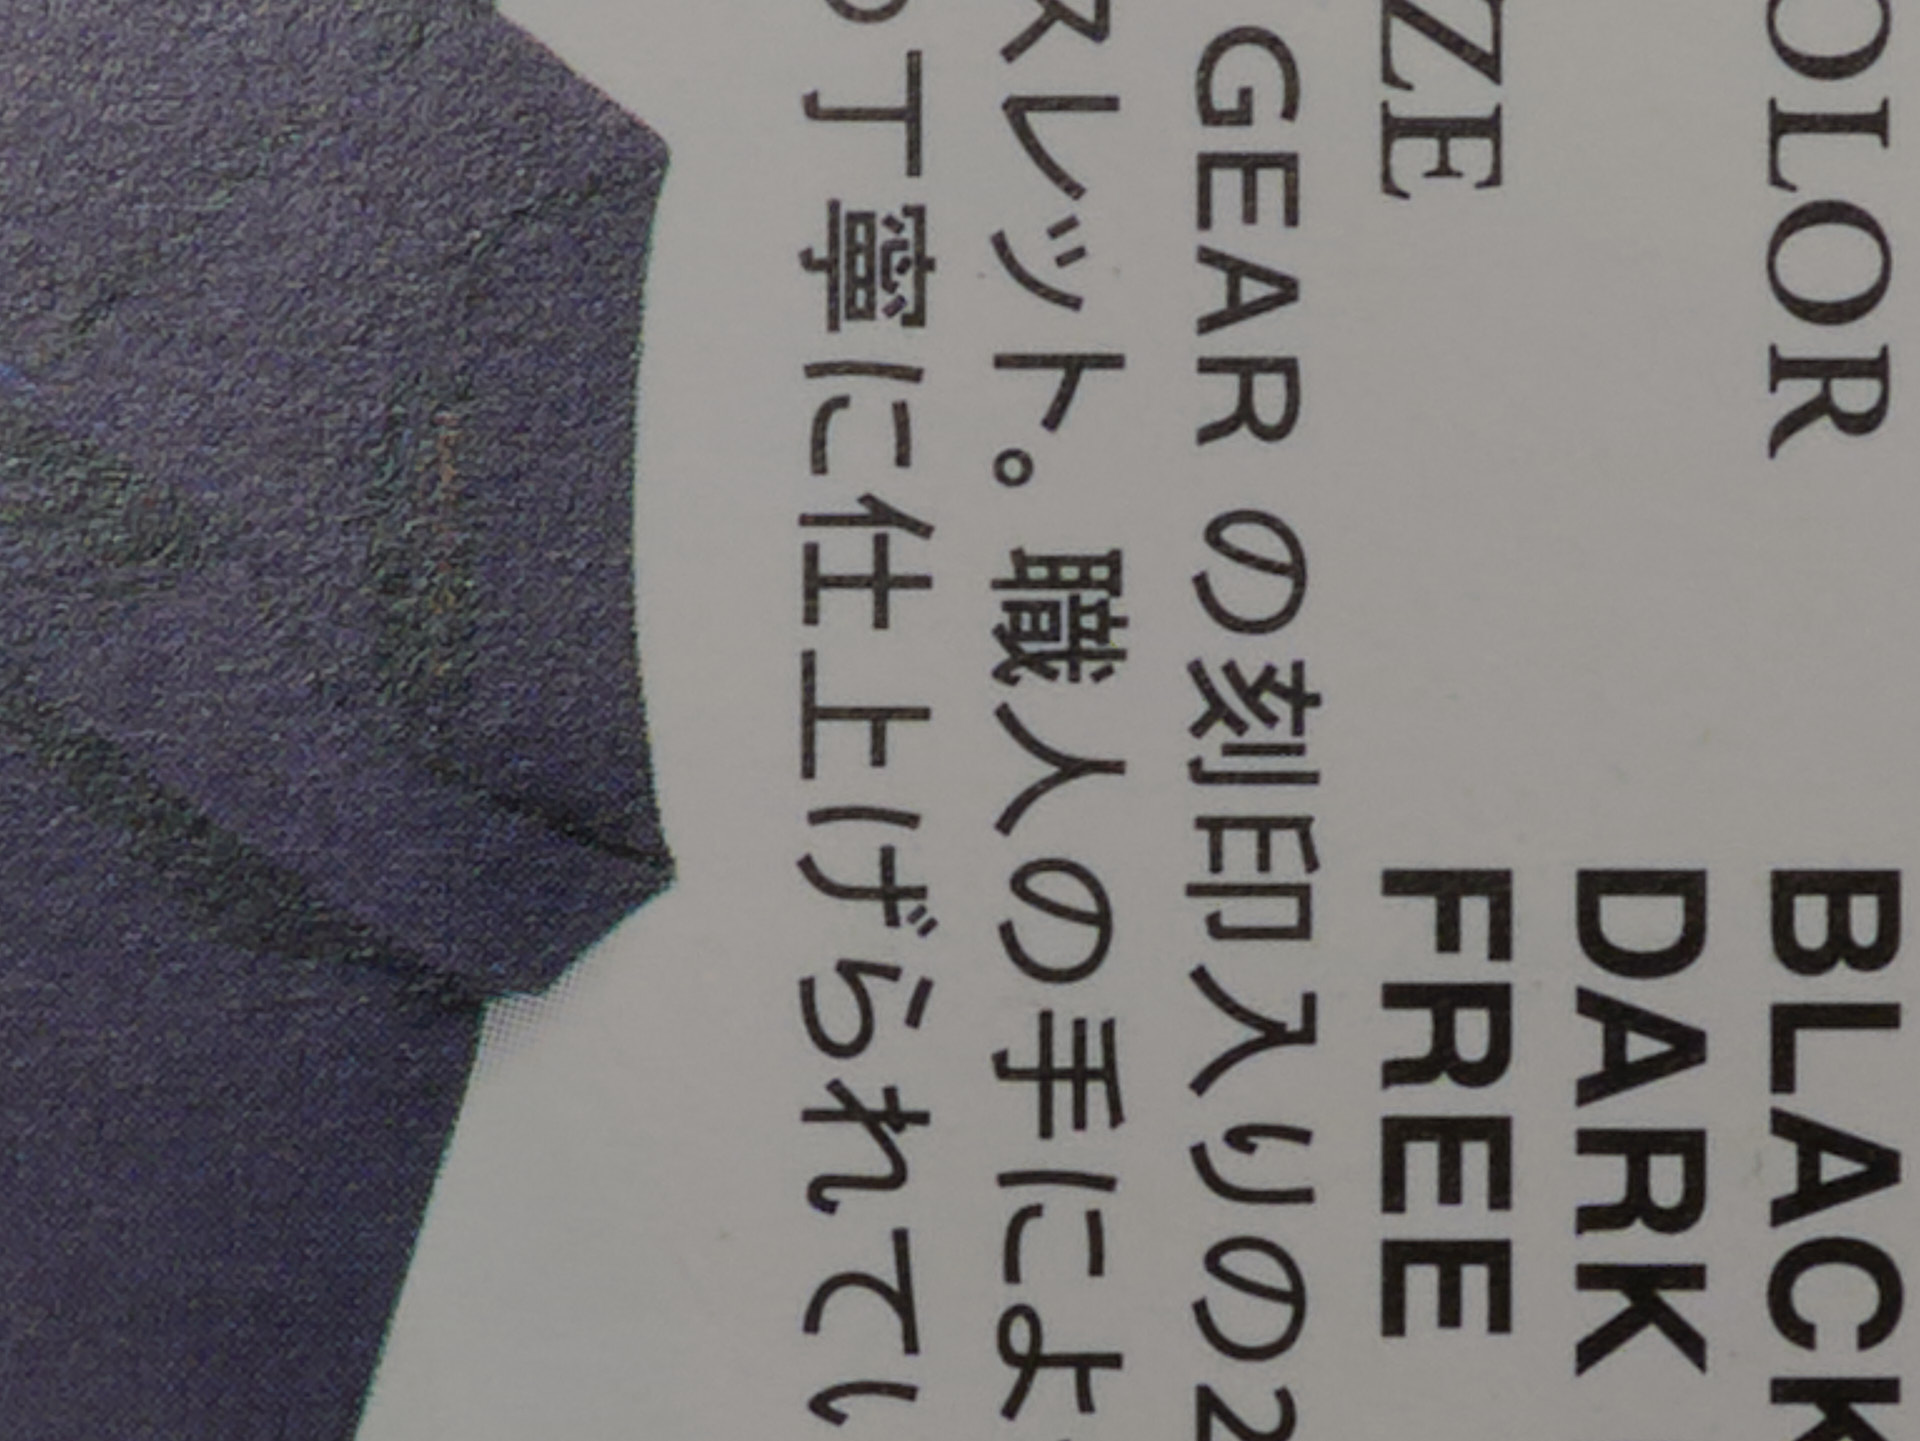 OLOR BLACK
DARK
ZE FREE
GEAR の刻印入りの2
スレット。職人の手によ
の丁寧に仕上げられてい